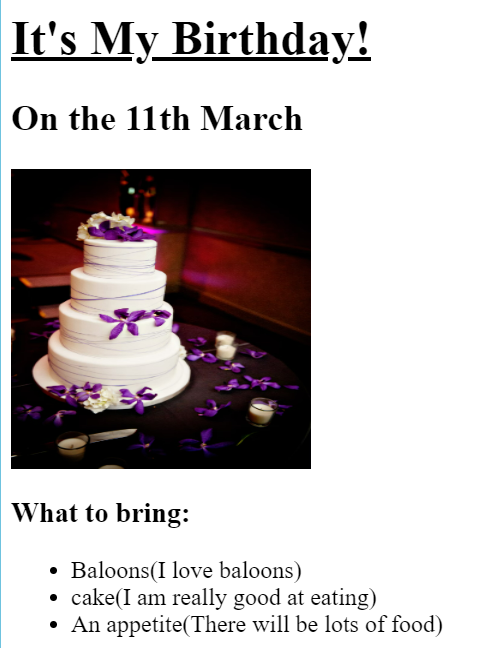 It's My Birthday!
On the 11th March
What to bring:
Baloons(I love baloons)
cake(I am really good at eating)
An appetite(There will be lots of food)